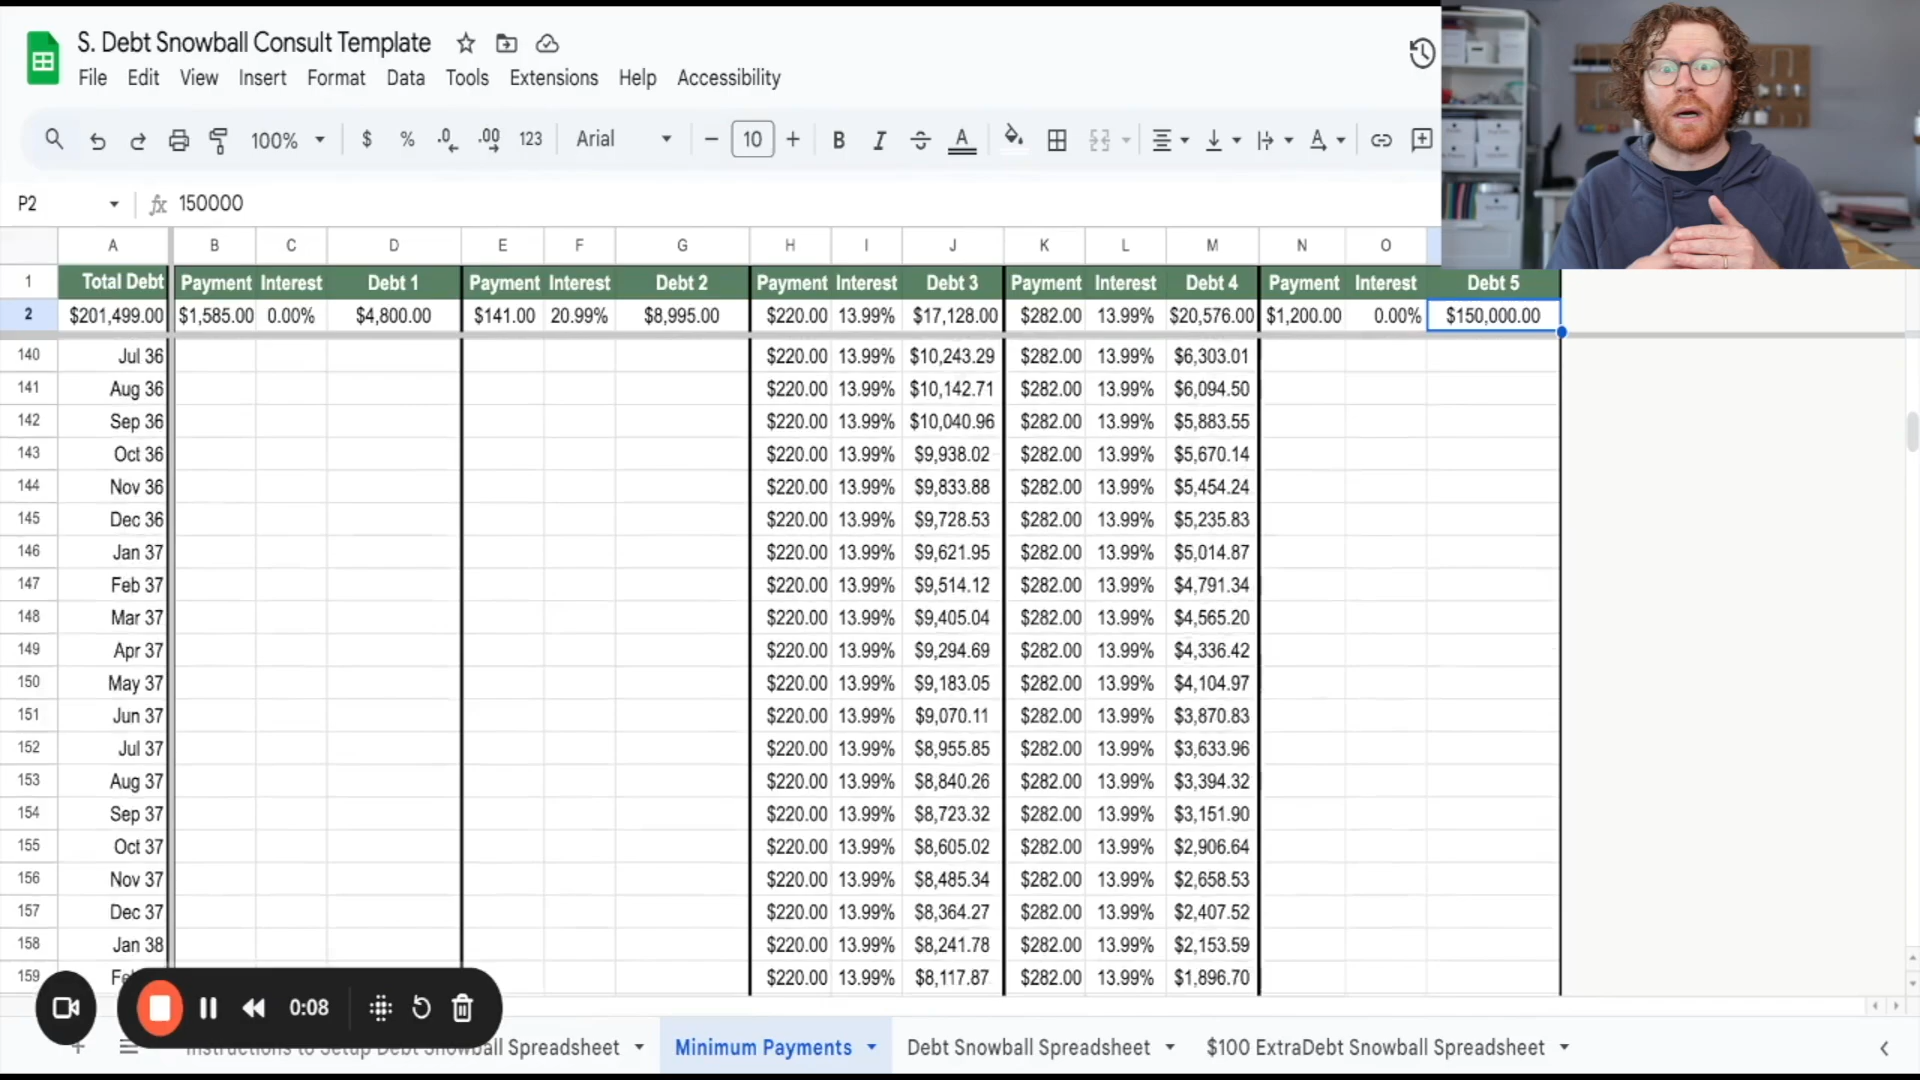 S. Debt Snowball Consult Template
File Edit View Insert Format Data Tools Extensions Help Accessibility
100% $ % .0 .00 123 Arial 10 B I A A
P2 fx 150000
A B C D E F G H I J K L M N O
1 Total Debt Payment Interest Debt 1 Payment Interest Debt 2 Payment Interest Debt 3 Payment Interest Debt 4 Payment Interest Debt 5
2 $201,499.00 $1,585.00 0.00% $4,800.00 $141.00 20.99% $8,995.00 $220.00 13.99% $17,128.00 $282.00 13.99% $20,576.00 $1,200.00 0.00% $150,000.00
140 Jul 36 $220.00 13.99% $10,243.29 $282.00 13.99% $6,303.01
141 Aug 36 $220.00 13.99% $10,142.71 $282.00 13.99% $6,094.50
142 Sep 36 $220.00 13.99% $10,040.96 $282.00 13.99% $5,883.55
143 Oct 36 $220.00 13.99% $9,938.02 $282.00 13.99% $5,670.14
144 Nov 36 $220.00 13.99% $9,833.88 $282.00 13.99% $5,454.24
145 Dec 36 $220.00 13.99% $9,728.53 $282.00 13.99% $5,235.83
146 Jan 37 $220.00 13.99% $9,621.95 $282.00 13.99% $5,014.87
147 Feb 37 $220.00 13.99% $9,514.12 $282.00 13.99% $4,791.34
148 Mar 37 $220.00 13.99% $9,405.04 $282.00 13.99% $4,565.20
149 Apr 37 $220.00 13.99% $9,294.69 $282.00 13.99% $4,336.42
150 May 37 $220.00 13.99% $9,183.05 $282.00 13.99% $4,104.97
151 Jun 37 $220.00 13.99% $9,070.11 $282.00 13.99% $3,870.83
152 Jul 37 $220.00 13.99% $8,955.85 $282.00 13.99% $3,633.96
153 Aug 37 $220.00 13.99% $8,840.26 $282.00 13.99% $3,394.32
154 Sep 37 $220.00 13.99% $8,723.32 $282.00 13.99% $3,151.90
155 Oct 37 $220.00 13.99% $8,605.02 $282.00 13.99% $2,906.64
156 Nov 37 $220.00 13.99% $8,485.34 $282.00 13.99% $2,658.53
157 Dec 37 $220.00 13.99% $8,364.27 $282.00 13.99% $2,407.52
158 Jan 38 $220.00 13.99% $8,241.78 $282.00 13.99% $2,153.59
159 $220.00 13.99% $8,117.87 $282.00 13.99% $1,896.70
0:08
Instructions to Setup Debt Snowball Spreadsheet Minimum Payments Debt Snowball Spreadsheet $100 ExtraDebt Snowball Spreadsheet